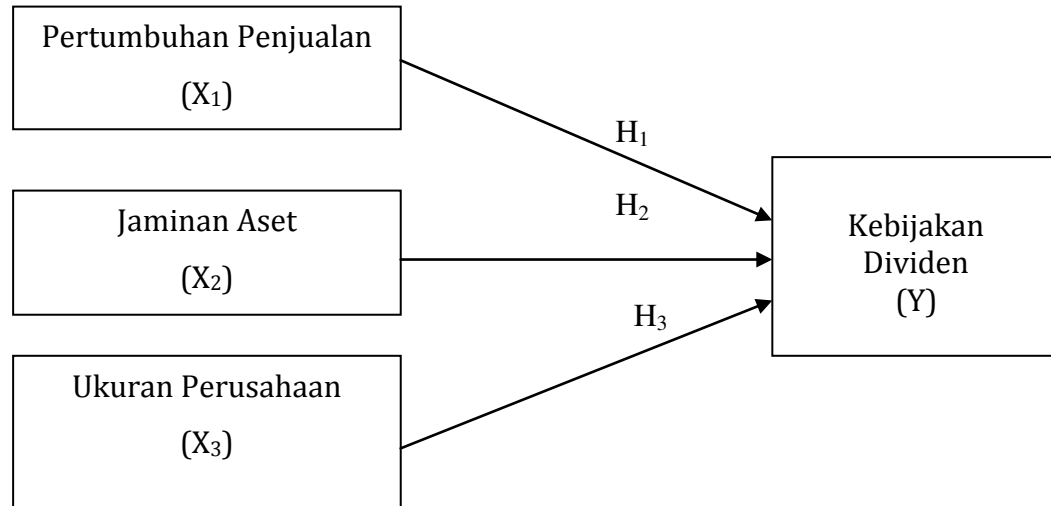 Pertumbuhan Penjualan
(X₁)
H₁
Jaminan Aset
(X₂)
H₂
Kebijakan
Dividen
(Y)
Ukuran Perusahaan
(X₃)
H₃